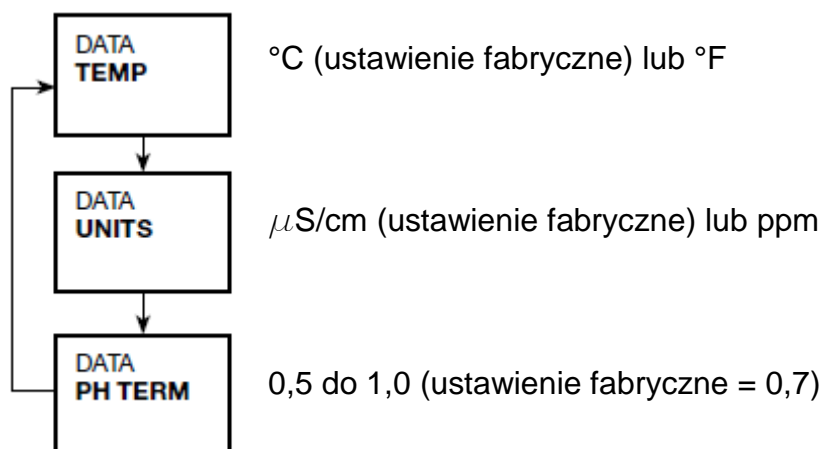 DATA
TEMP
°C (ustawienie fabryczne) lub °F
DATA
UNITS
μS/cm (ustawienie fabryczne) lub ppm
DATA
PH TERM
0,5 do 1,0 (ustawienie fabryczne = 0,7)